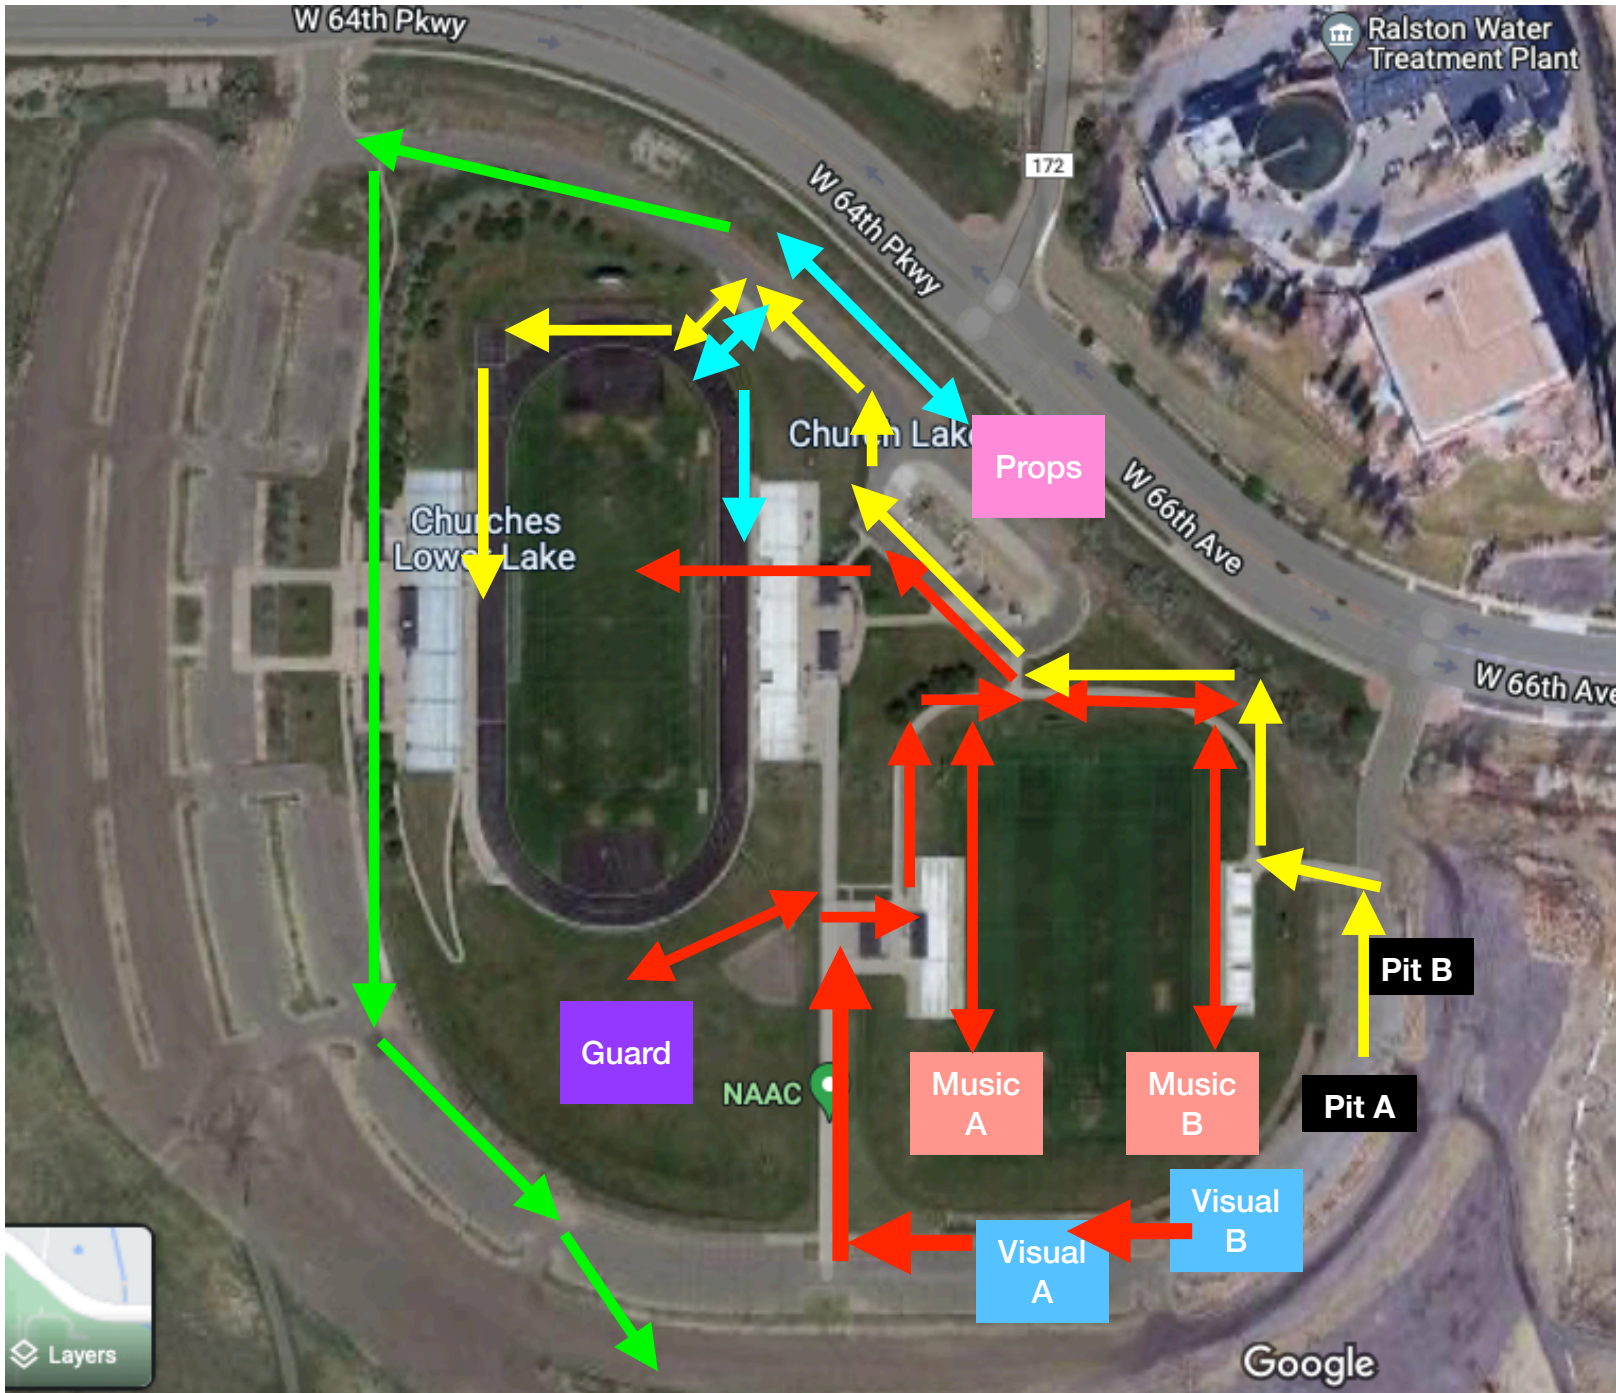 W 64th Pkwy
Ralston Water
Treatment Plant
172
W 64th Pkwy
Church Lake
Props
W 66th Ave
Churches
Lower Lake
W 66th Ave
Pit B
Guard
NAAC
Music
A
Music
B
Pit A
Visual
B
Visual
A
Layers
Google